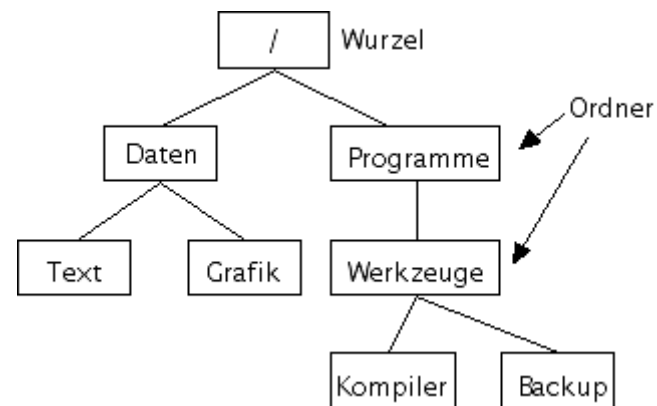 / Wurzel
Ordner
Daten Programme
Text Grafik Werkzeuge
Kompiler Backup